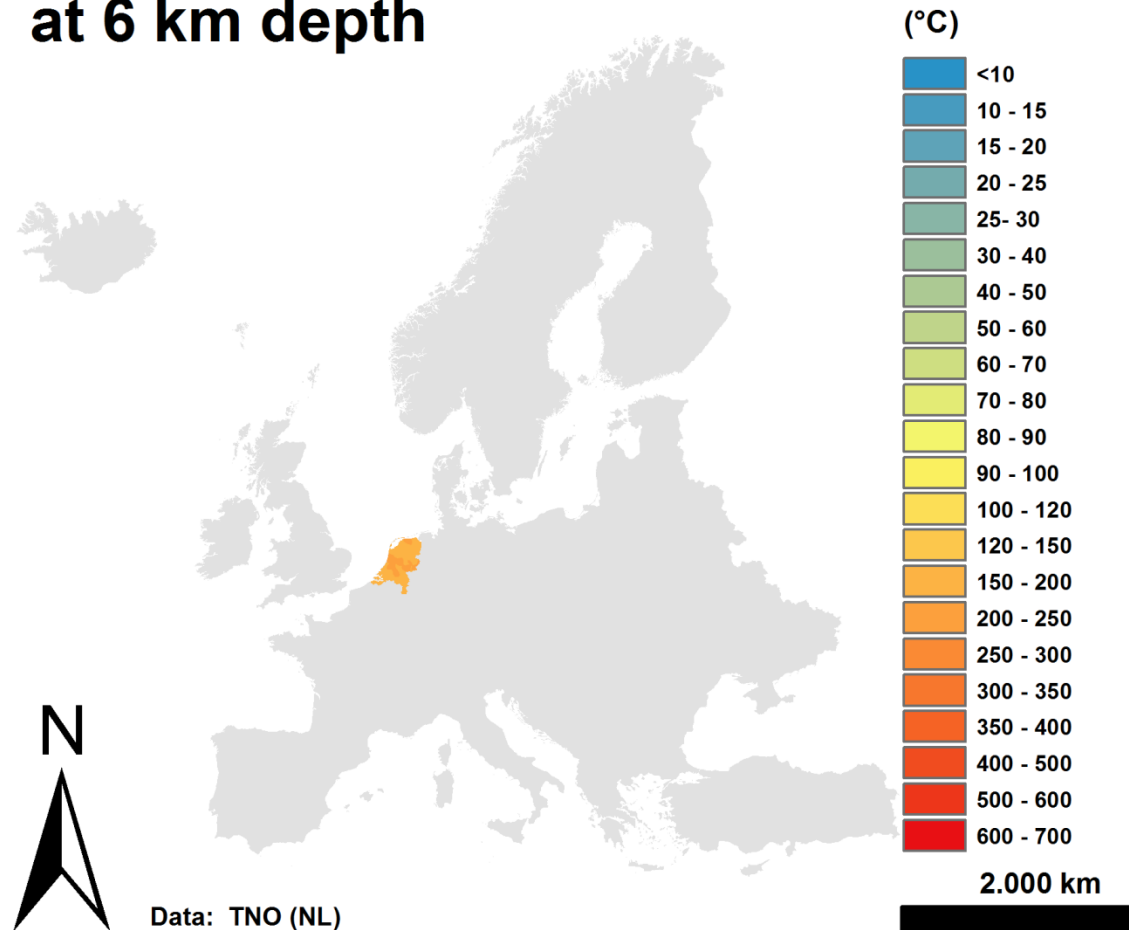 at 6 km depth
(°C)
<10
10 - 15
15 - 20
20 - 25
25- 30
30 - 40
40 - 50
50 - 60
60 - 70
70 - 80
80 - 90
90 - 100
100 - 120
120 - 150
150 - 200
200 - 250
250 - 300
300 - 350
350 - 400
400 - 500
500 - 600
600 - 700
N
2.000 km
Data: TNO (NL)